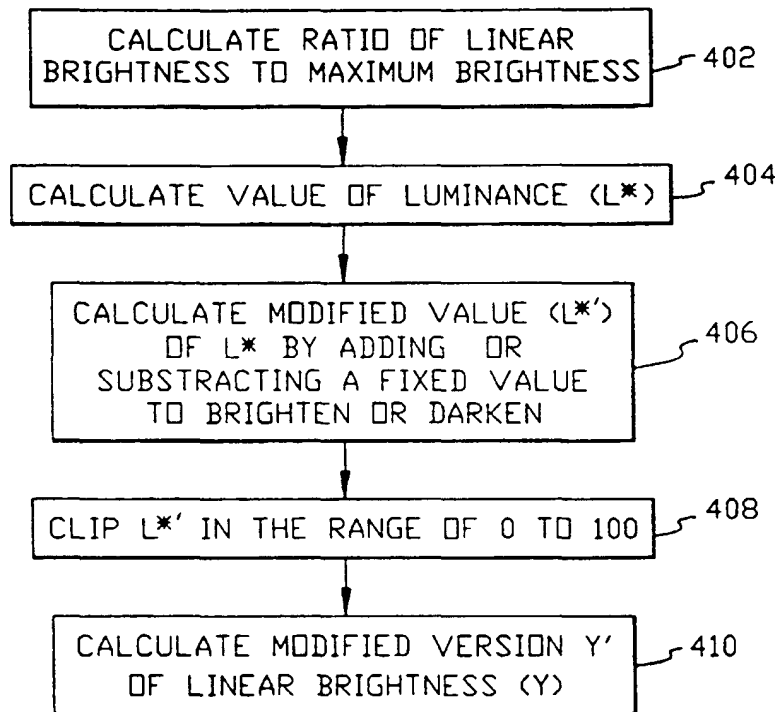 CALCULATE RATIO OF LINEAR
BRIGHTNESS TO MAXIMUM BRIGHTNESS
402
CALCULATE VALUE OF LUMINANCE (L*)
404
CALCULATE MODIFIED VALUE (L*')
OF L* BY ADDING OR
SUBSTRACTING A FIXED VALUE
TO BRIGHTEN OR DARKEN
406
CLIP L*' IN THE RANGE OF 0 TO 100
408
CALCULATE MODIFIED VERSION Y'
OF LINEAR BRIGHTNESS (Y)
410